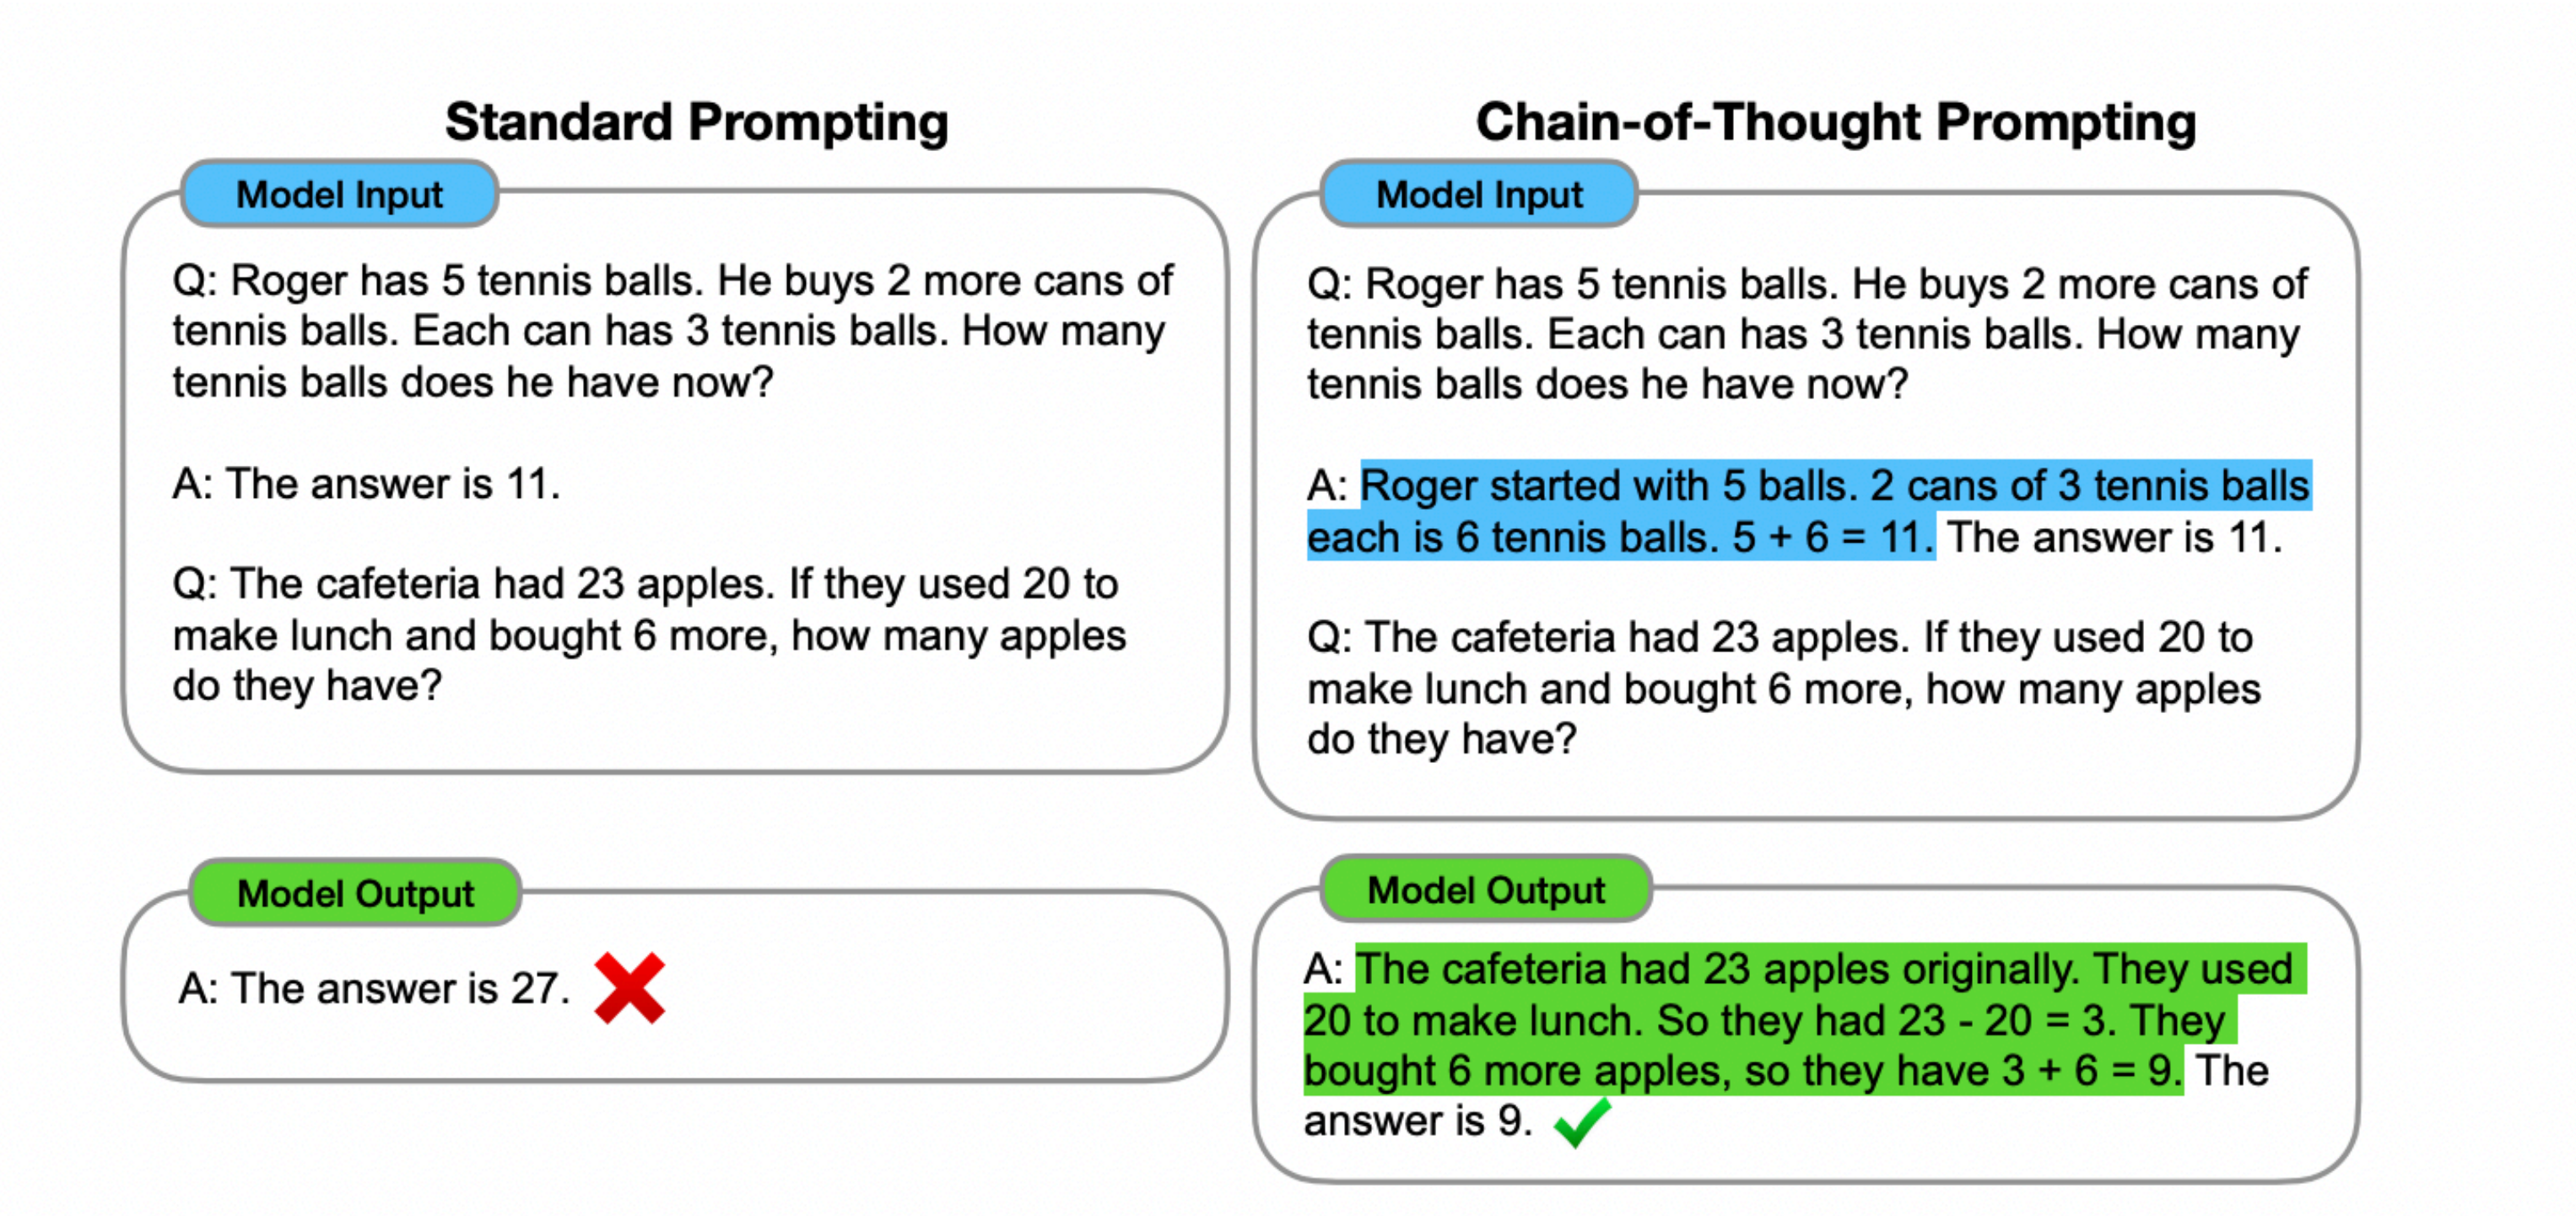 Standard Prompting
Model Input
Q: Roger has 5 tennis balls. He buys 2 more cans of
tennis balls. Each can has 3 tennis balls. How many
tennis balls does he have now?
A: The answer is 11.
Q: The cafeteria had 23 apples. If they used 20 to
make lunch and bought 6 more, how many apples
do they have?
Model Output
A: The answer is 27.
Chain-of-Thought Prompting
Model Input
Q: Roger has 5 tennis balls. He buys 2 more cans of
tennis balls. Each can has 3 tennis balls. How many
tennis balls does he have now?
A: Roger started with 5 balls. 2 cans of 3 tennis balls
each is 6 tennis balls. 5 + 6 = 11. The answer is 11.
Q: The cafeteria had 23 apples. If they used 20 to
make lunch and bought 6 more, how many apples
do they have?
Model Output
A: The cafeteria had 23 apples originally. They used
20 to make lunch. So they had 23 - 20 = 3. They
bought 6 more apples, so they have 3 + 6 = 9. The
answer is 9.